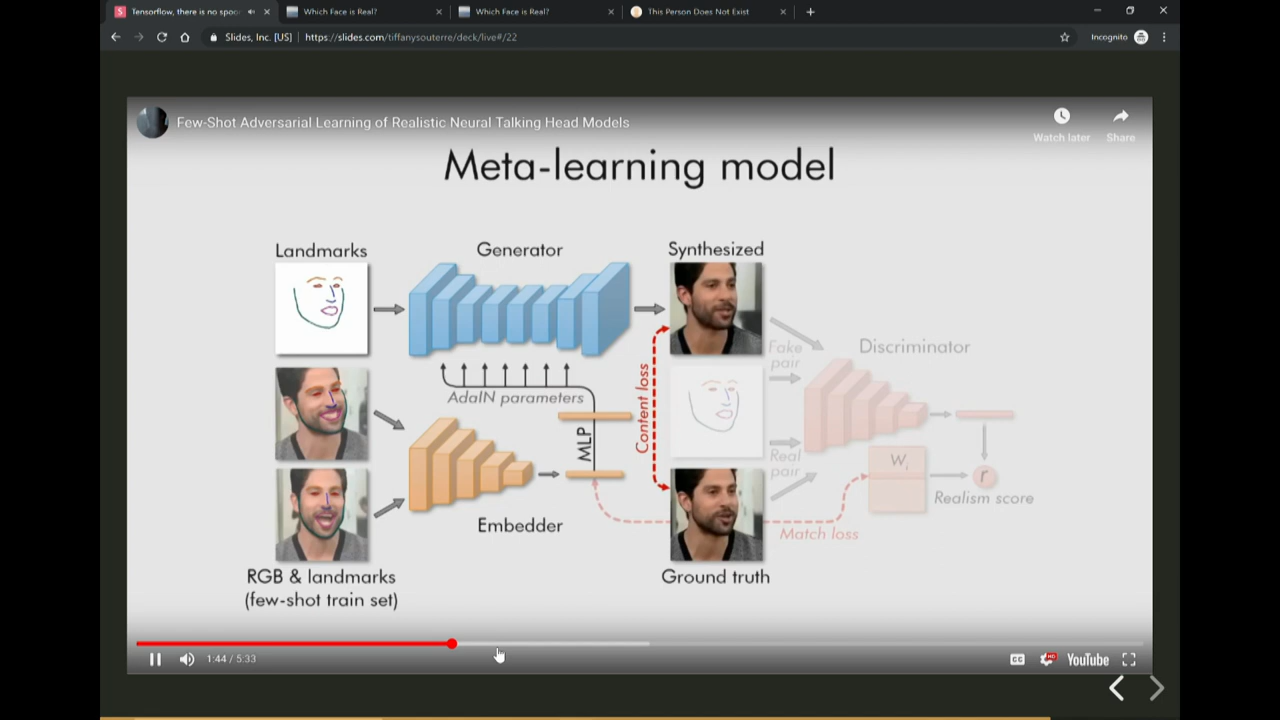 Tensorflow, there is no spoo
Which Face is Real?
Which Face is Real?
This Person Does Not Exist
Slides, Inc. [US]
https://slides.com/tiffanysouterre/deck/live#/22
Incognito
Few-Shot Adversarial Learning of Realistic Neural Talking Head Models
Watch later
Share
Meta-learning model
Landmarks
Generator
Synthesized
Fake
pair
Discriminator
AdaIN parameters
Content loss
MLP
Real
pair
Wi
r
Realism score
Embedder
Match loss
RGB & landmarks
(few-shot train set)
Ground truth
1:44 / 5:33
CC
HD
YouTube